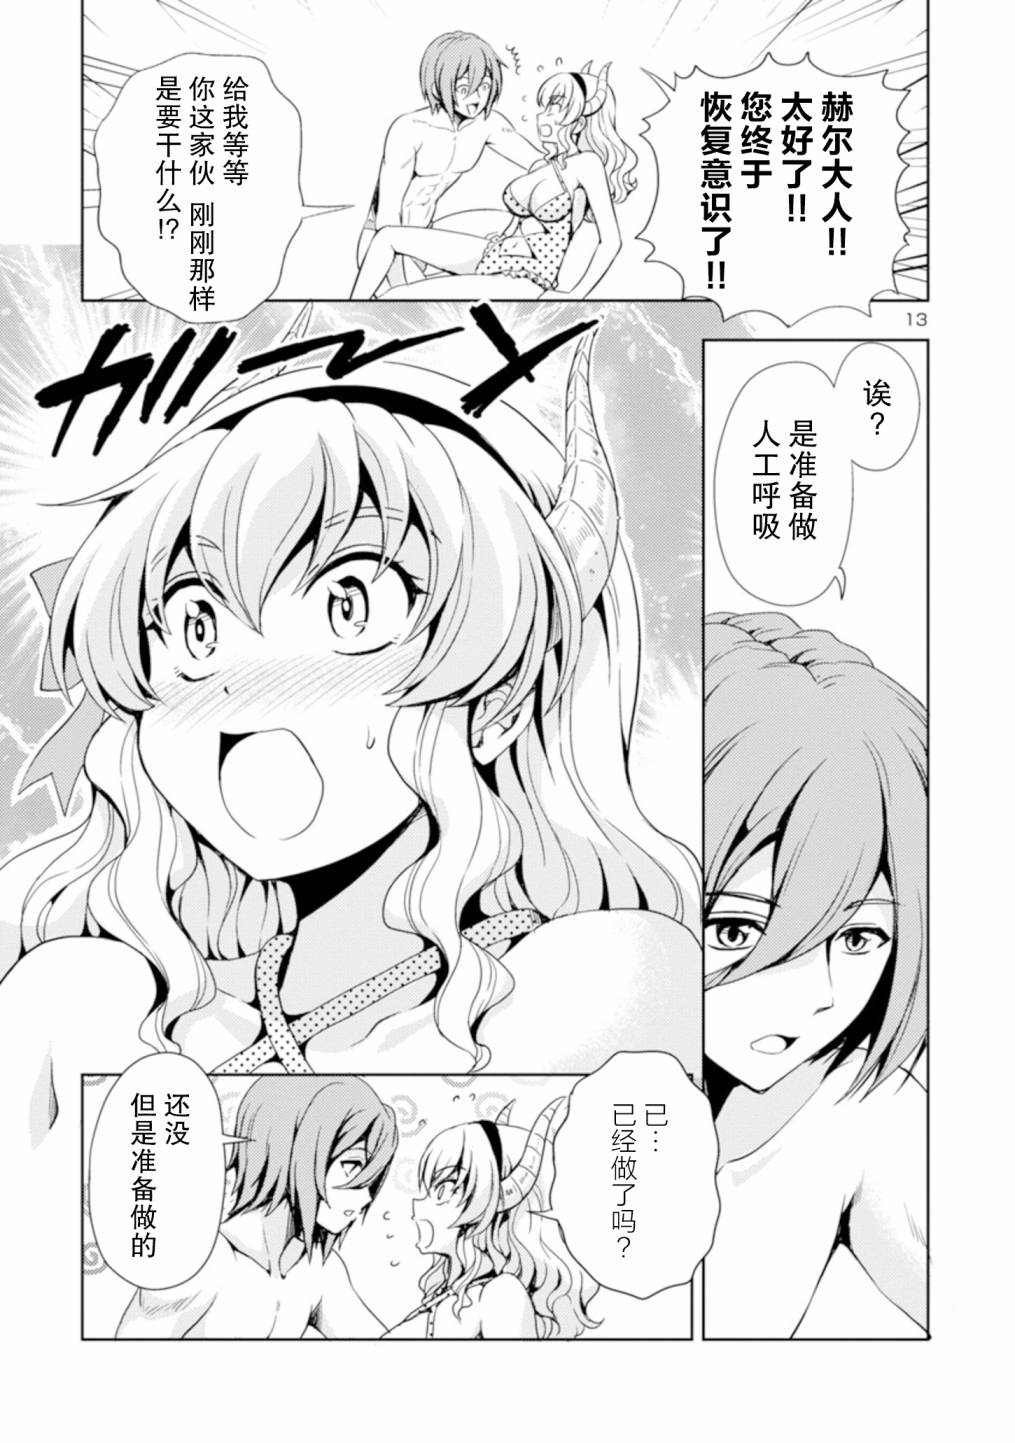 赫尔大人!!
太好了!!
您终于
恢复意识了!!
给我等等
你这家伙 刚刚那样
是要干什么!?
13
诶?
是准备做
人工呼吸
ガーン
已…
已经做了吗?
还没
但是准备做的